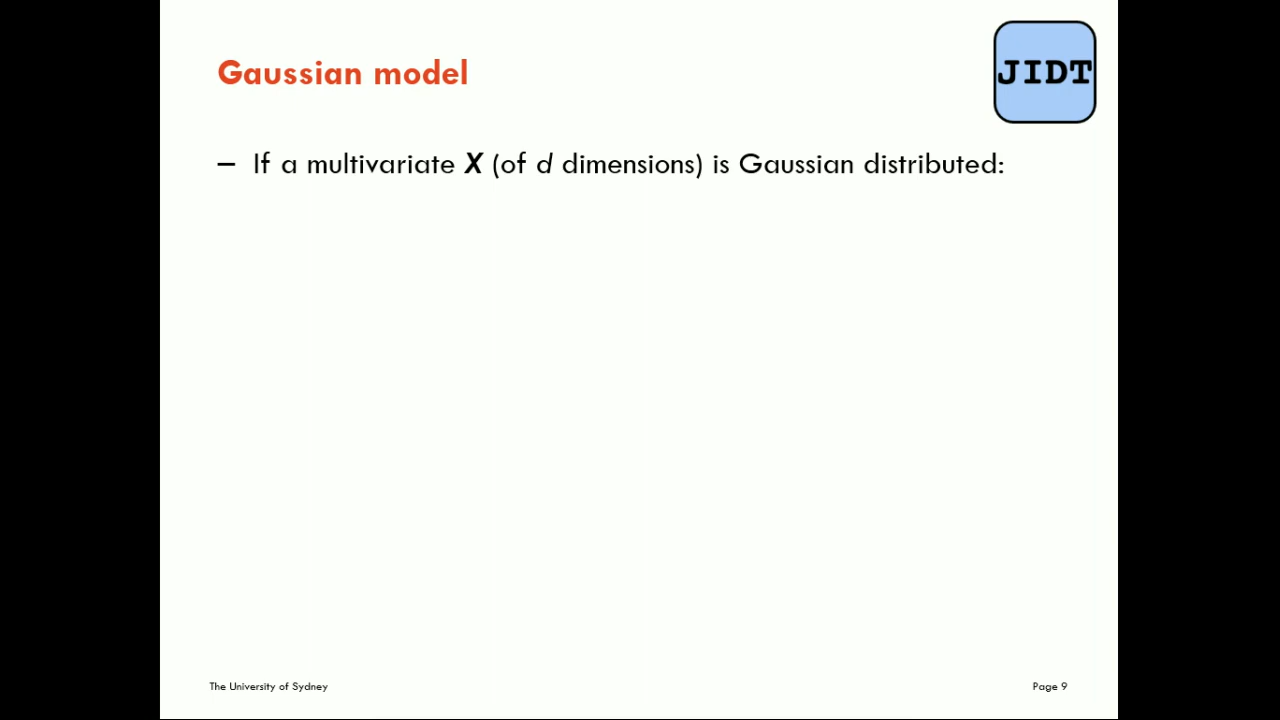 Gaussian model
JIDT
– If a multivariate X (of d dimensions) is Gaussian distributed:
The University of Sydney
Page 9